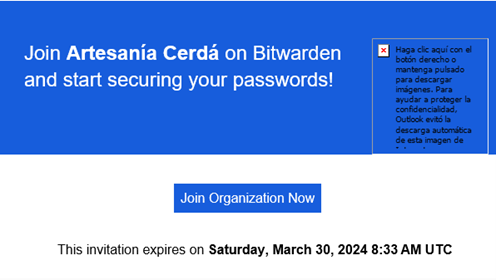 Join Artesanía Cerdá on Bitwarden
and start securing your passwords!
Haga clic aquí con el
botón derecho o
mantenga pulsado
para descargar
imágenes. Para
ayudar a proteger la
confidencialidad,
Outlook evitó la
descarga automática
de esta imagen de
Join Organization Now
This invitation expires on Saturday, March 30, 2024 8:33 AM UTC